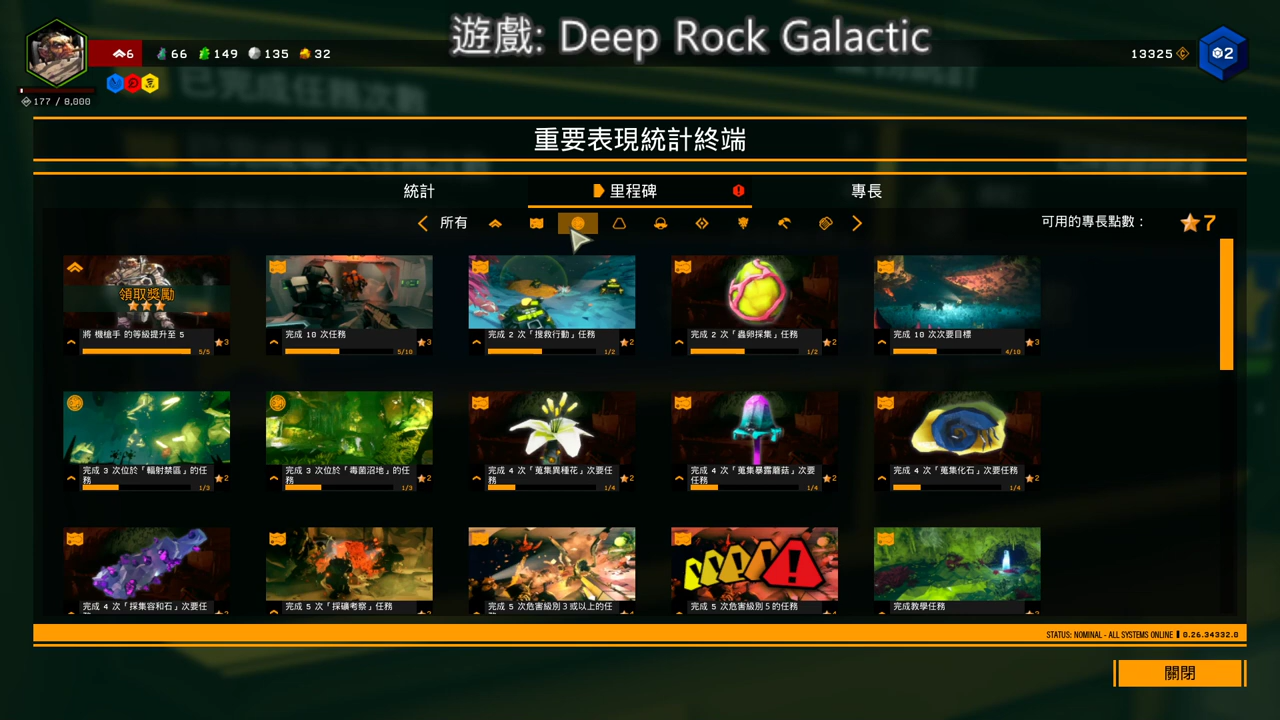 遊戲: Deep Rock Galactic
6 66 149 135 32
13325 2
177 / 8,000
重要表現統計終端
統計 里程碑 專長
所有
可用的專長點數： 7
領取獎勵
將 機槍手 的等級提升至 5
3
5/5
完成 10 次任務
3
5/10
完成 2 次「搜救行動」任務
2
1/2
完成 2 次「蟲卵採集」任務
2
1/2
完成 10 次次要目標
3
4/10
完成 3 次位於「輻射禁區」的任
務
2
1/3
完成 3 次位於「毒菌沼地」的任
務
2
1/3
完成 4 次「蒐集異種花」次要任
務
2
1/4
完成 4 次「蒐集暴露蘑菇」次要
任務
2
1/4
完成 4 次「蒐集化石」次要任務
2
1/4
完成 4 次「採集容和石」次要任
完成 5 次「採礦考察」任務
完成 5 次危害級別 3 或以上的任
完成 5 次危害級別 5 的任務
完成教學任務
STATUS: NOMINAL - ALL SYSTEMS ONLINE 0.26.34332.0
關閉